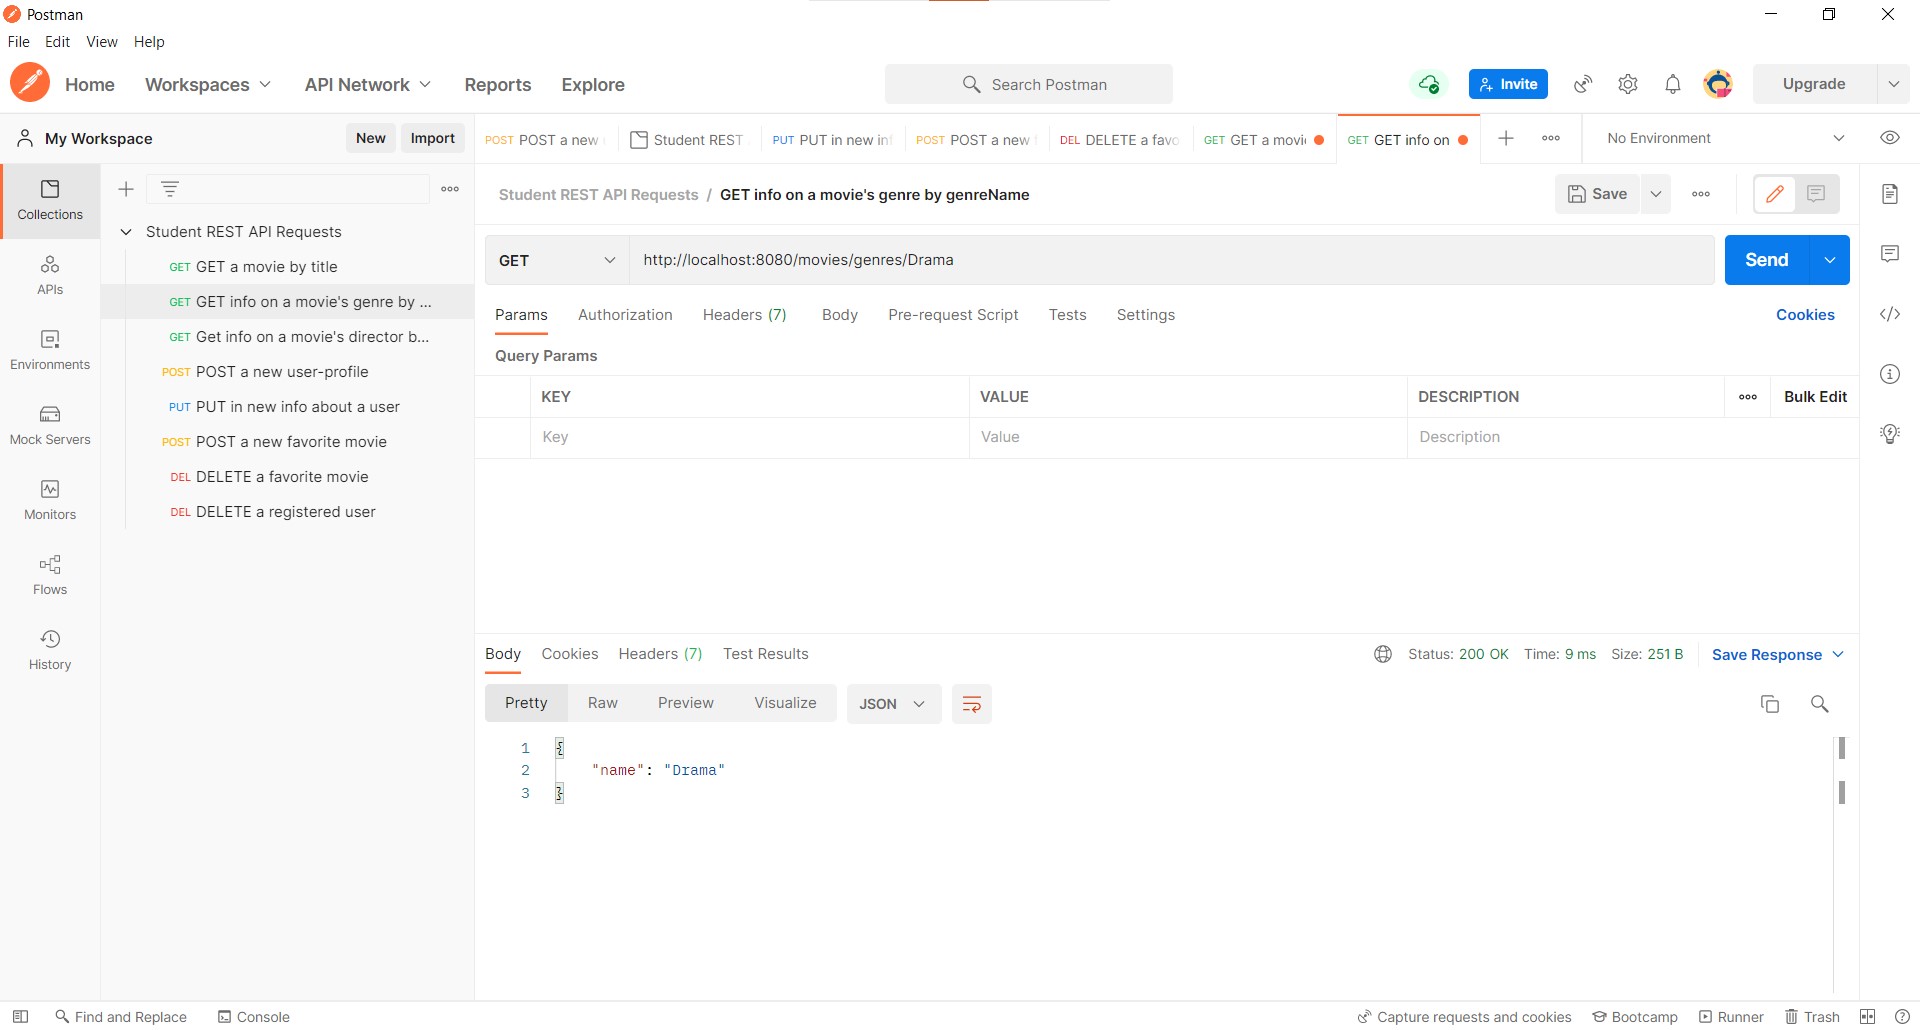 Postman
File Edit View Help
Home Workspaces API Network Reports Explore Search Postman Invite Upgrade
My Workspace New Import
POST POST a new Student REST PUT PUT in new inf POST POST a new DEL DELETE a favo GET GET a movi GET GET info on No Environment
Collections
APIs
Environments
Mock Servers
Monitors
Flows
History
Student REST API Requests
GET GET a movie by title
GET GET info on a movie's genre by ...
GET Get info on a movie's director b...
POST POST a new user-profile
PUT PUT in new info about a user
POST POST a new favorite movie
DEL DELETE a favorite movie
DEL DELETE a registered user
Student REST API Requests / GET info on a movie's genre by genreName Save
GET http://localhost:8080/movies/genres/Drama Send
Params Authorization Headers (7) Body Pre-request Script Tests Settings Cookies
Query Params
KEY VALUE DESCRIPTION Bulk Edit
Key Value Description
Body Cookies Headers (7) Test Results Status: 200 OK Time: 9 ms Size: 251 B Save Response
Pretty Raw Preview Visualize JSON
1 {
2 "name": "Drama"
3 }
Find and Replace Console Capture requests and cookies Bootcamp Runner Trash